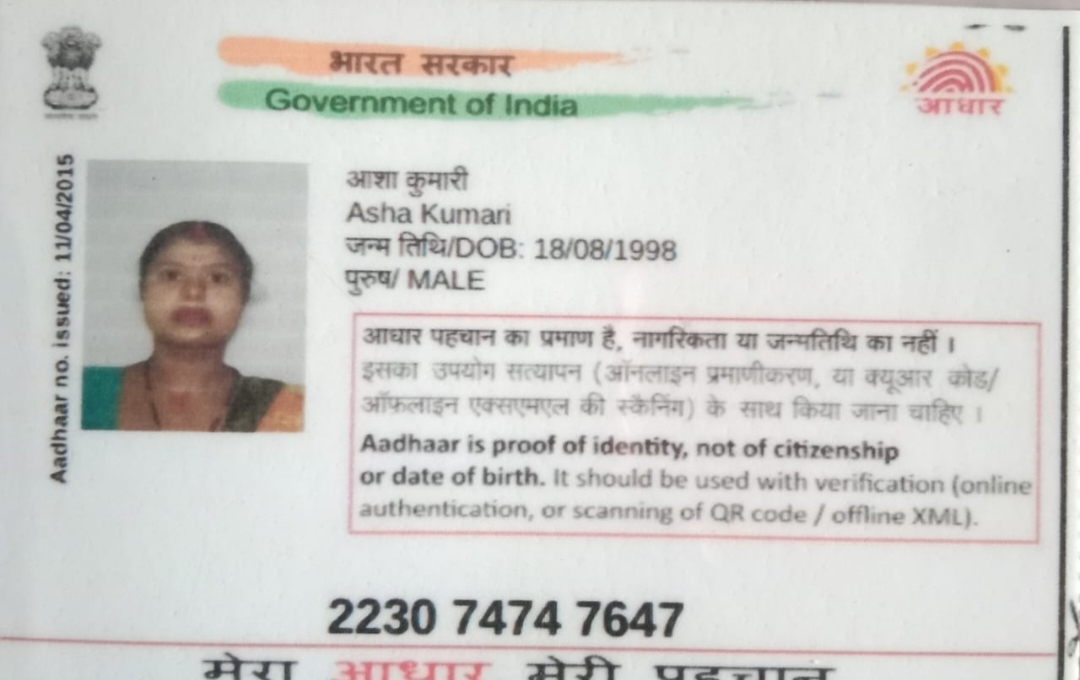 भारत सरकार
Government of India
आधार
Aadhaar no. issued: 11/04/2015
आशा कुमारी
Asha Kumari
जन्म तिथि/DOB: 18/08/1998
पुरुष/ MALE
आधार पहचान का प्रमाण है, नागरिकता या जन्मतिथि का नहीं ।
इसका उपयोग सत्यापन (ऑनलाइन प्रमाणीकरण, या क्यूआर कोड/
ऑफलाइन एक्सएमएल की स्कैनिंग) के साथ किया जाना चाहिए ।
Aadhaar is proof of identity, not of citizenship
or date of birth. It should be used with verification (online
authentication, or scanning of QR code / offline XML).
2230 7474 7647
मेरा आधार मेरी पहचान